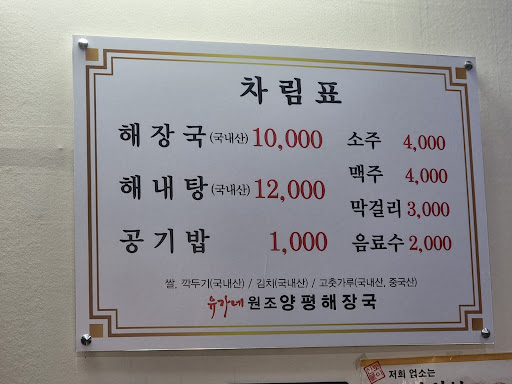 차림표
해장국(국내산) 10,000
해내탕(국내산) 12,000
공기밥 1,000
소주 4,000
맥주 4,000
막걸리 3,000
음료수 2,000
쌀, 깍두기(국내산) / 김치(국내산) / 고춧가루(국내산, 중국산)
유가네 원조양평해장국
저희 업소는